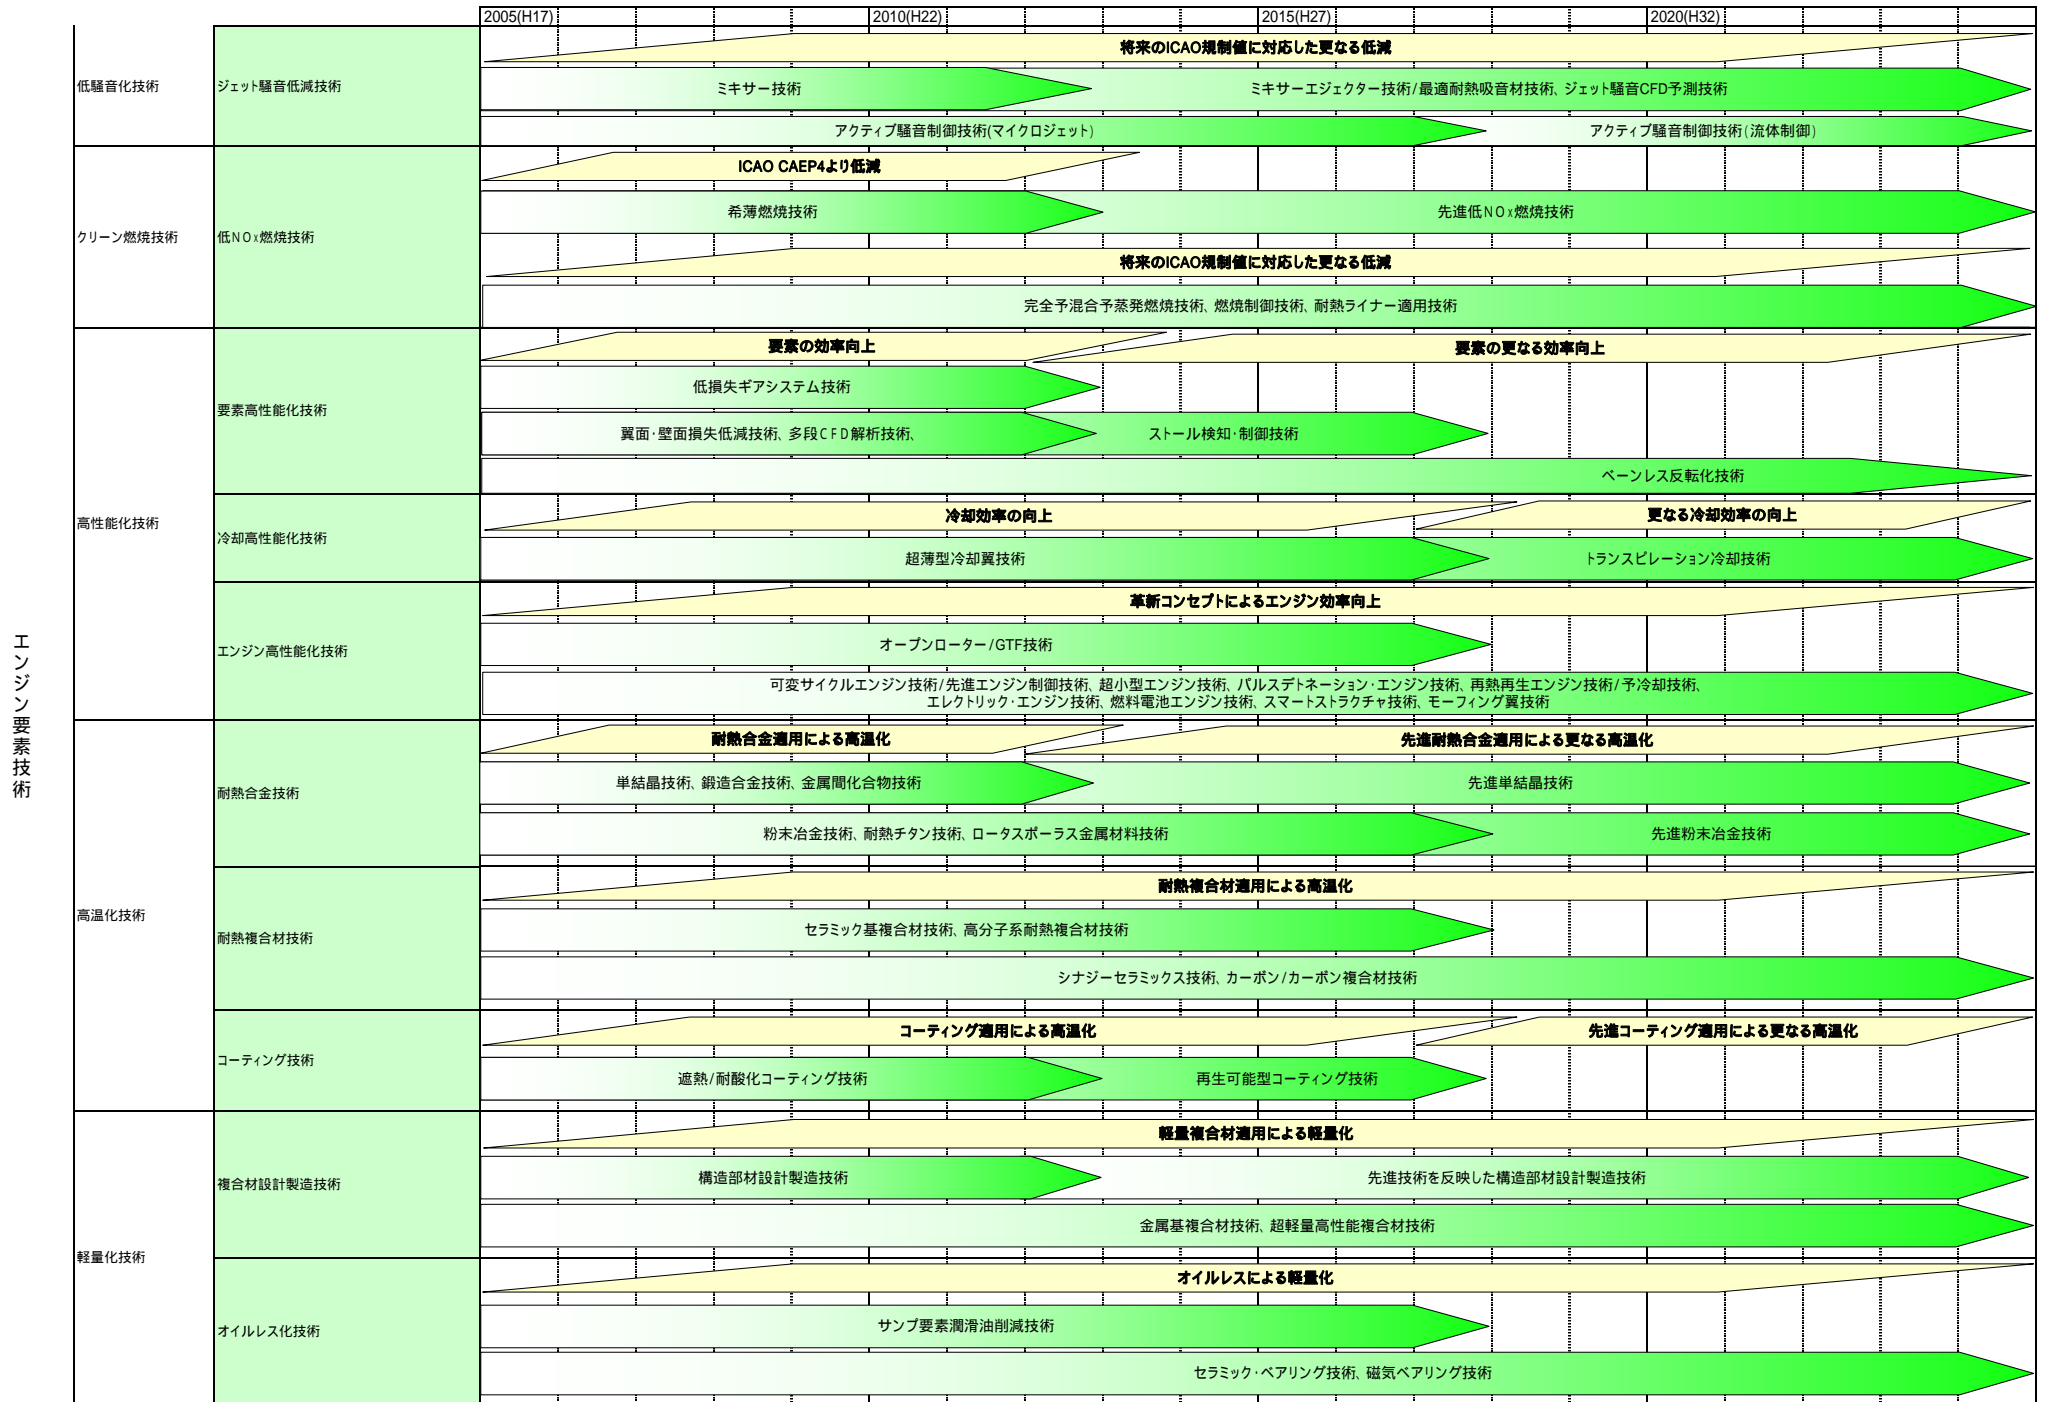 2005(H17) 2010(H22) 2015(H27) 2020(H32)
エンジン要素技術
低騒音化技術
ジェット騒音低減技術
将来のICAO規制値に対応した更なる低減
ミキサー技術
ミキサーエジェクター技術/最適耐熱吸音材技術、ジェット騒音CFD予測技術
アクティブ騒音制御技術(マイクロジェット)
アクティブ騒音制御技術(流体制御)
クリーン燃焼技術
低NOx燃焼技術
ICAO CAEP4より低減
希薄燃焼技術
先進低NOx燃焼技術
将来のICAO規制値に対応した更なる低減
完全予混合予蒸発燃焼技術、燃焼制御技術、耐熱ライナー適用技術
高性能化技術
要素高性能化技術
要素の効率向上
要素の更なる効率向上
低損失ギアシステム技術
翼面・壁面損失低減技術、多段CFD解析技術、
ストール検知・制御技術
ベーンレス反転化技術
冷却高性能化技術
冷却効率の向上
更なる冷却効率の向上
超薄型冷却翼技術
トランスピレーション冷却技術
エンジン高性能化技術
革新コンセプトによるエンジン効率向上
オープンローター/GTF技術
可変サイクルエンジン技術/先進エンジン制御技術、超小型エンジン技術、パルスデトネーション・エンジン技術、再熱再生エンジン技術/予冷却技術、
エレクトリック・エンジン技術、燃料電池エンジン技術、スマートストラクチャ技術、モーフィング翼技術
高温化技術
耐熱合金技術
耐熱合金適用による高温化
先進耐熱合金適用による更なる高温化
単結晶技術、鍛造合金技術、金属間化合物技術
先進単結晶技術
粉末冶金技術、耐熱チタン技術、ロータスポーラス金属材料技術
先進粉末冶金技術
耐熱複合材技術
耐熱複合材適用による高温化
セラミック基複合材技術、高分子系耐熱複合材技術
シナジーセラミックス技術、カーボン/カーボン複合材技術
コーティング技術
コーティング適用による高温化
先進コーティング適用による更なる高温化
遮熱/耐酸化コーティング技術
再生可能型コーティング技術
軽量化技術
複合材設計製造技術
軽量複合材適用による軽量化
構造部材設計製造技術
先進技術を反映した構造部材設計製造技術
金属基複合材技術、超軽量高性能複合材技術
オイルレス化技術
オイルレスによる軽量化
サンプ要素潤滑油削減技術
セラミック・ベアリング技術、磁気ベアリング技術